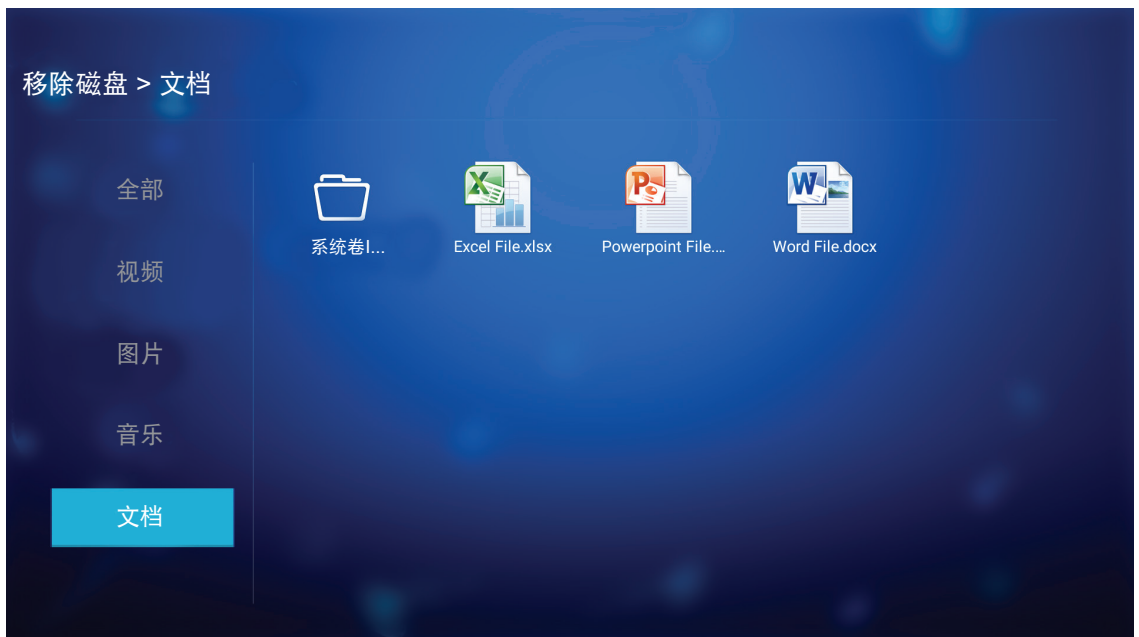 移除磁盘 > 文档
全部
视频
图片
音乐
文档
系统卷I...
Excel File.xlsx
Powerpoint File....
Word File.docx